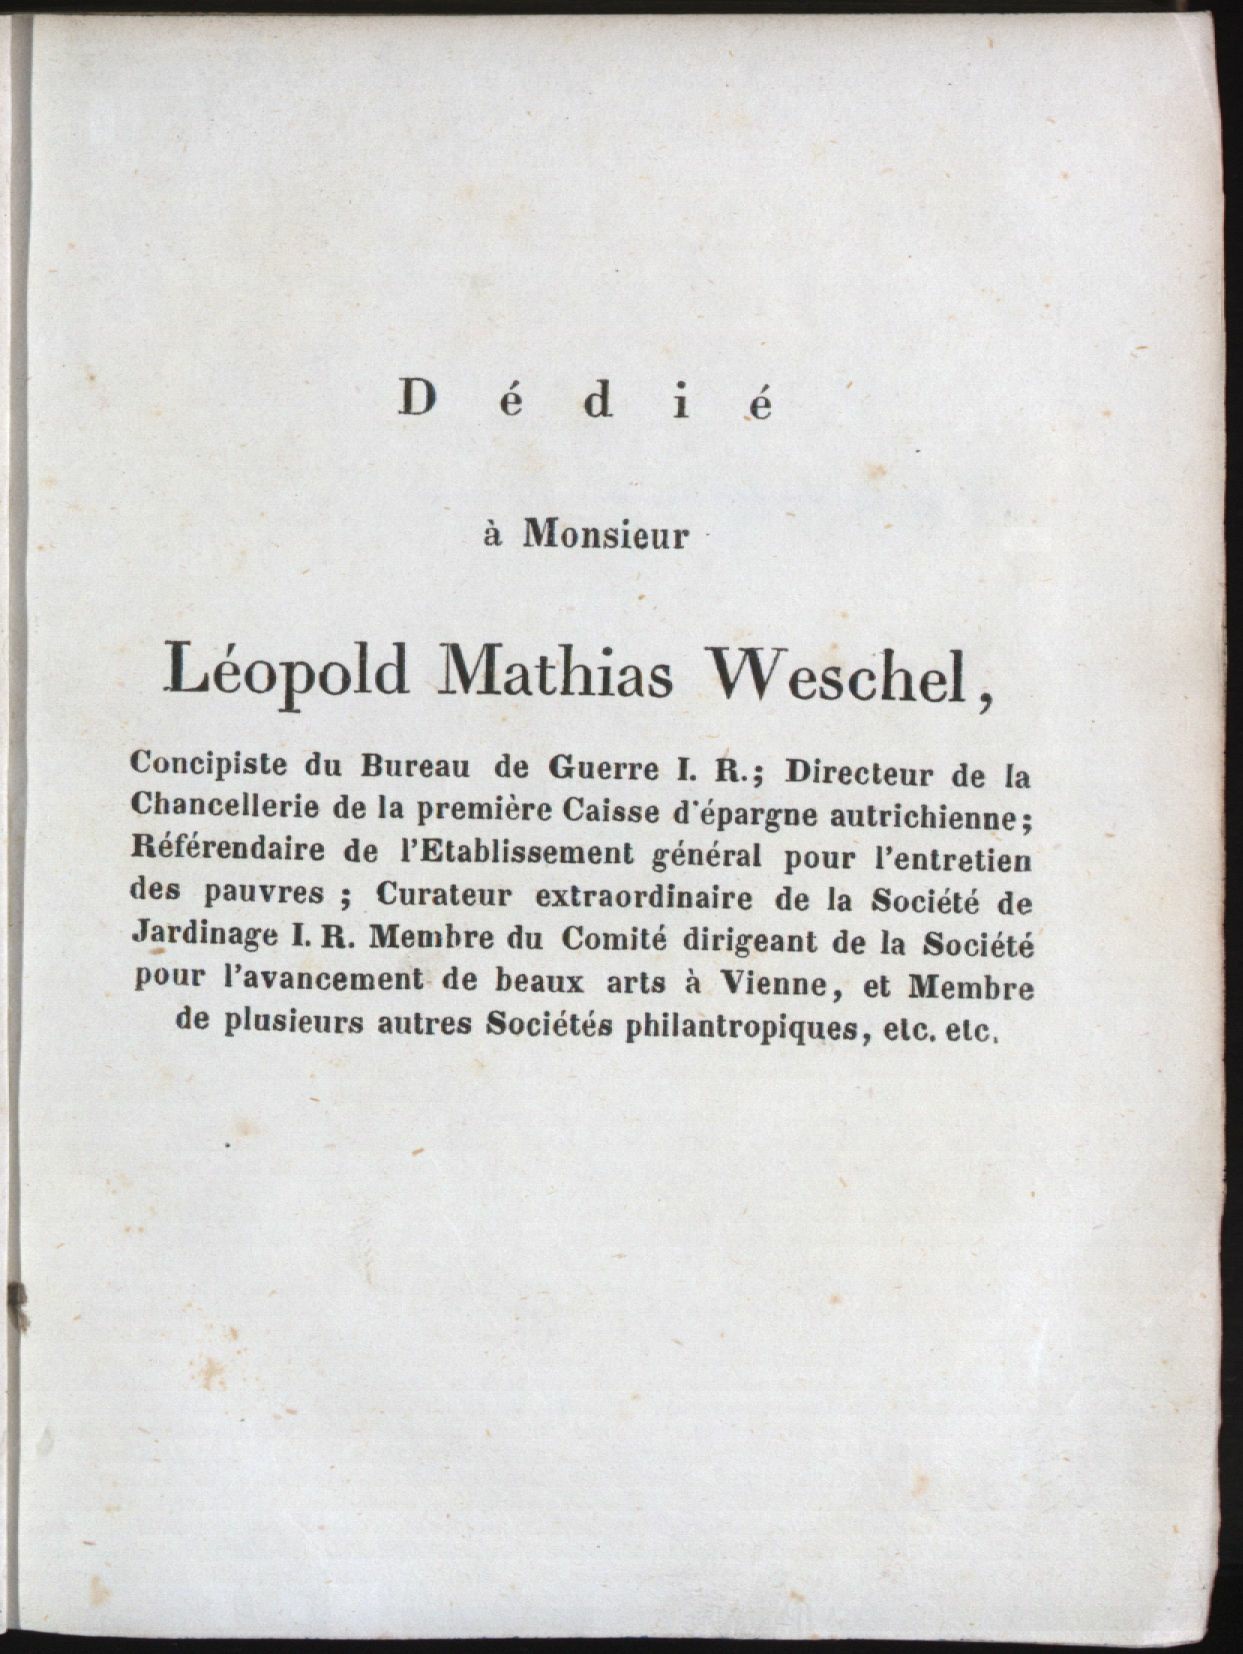 Dédié
à Monsieur
Léopold Mathias Weschel,
Concipiste du Bureau de Guerre I. R.; Directeur de la
Chancellerie de la première Caisse d'épargne autrichienne;
Référendaire de l'Etablissement général pour l'entretien
des pauvres ; Curateur extraordinaire de la Société de
Jardinage I. R. Membre du Comité dirigeant de la Société
pour l'avancement de beaux arts à Vienne, et Membre
de plusieurs autres Sociétés philantropiques, etc. etc.